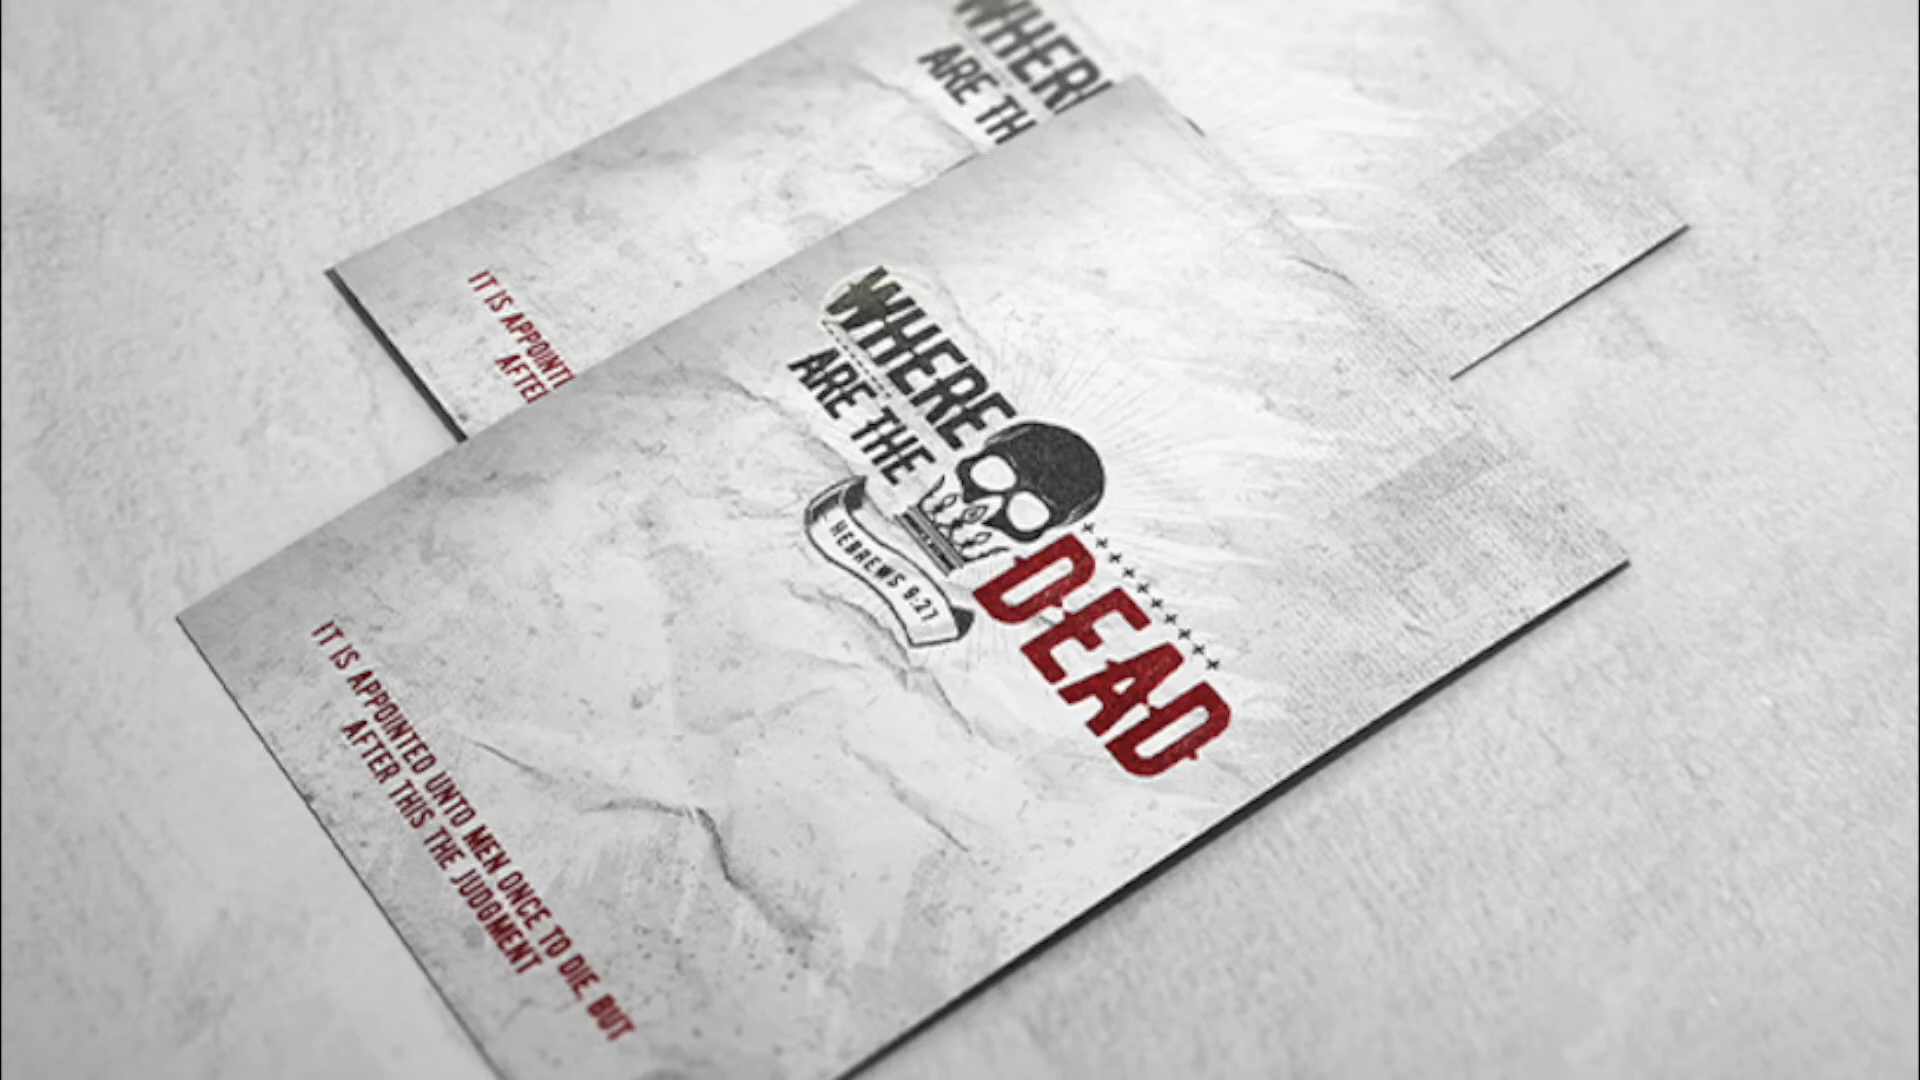 WHERE
ARE TH
IT IS APPOINT
AFTE
WHERE
ARE THE
HEBREWS 9:27
DEAD
IT IS APPOINTED UNTO MEN ONCE TO DIE, BUT
AFTER THIS THE JUDGMENT